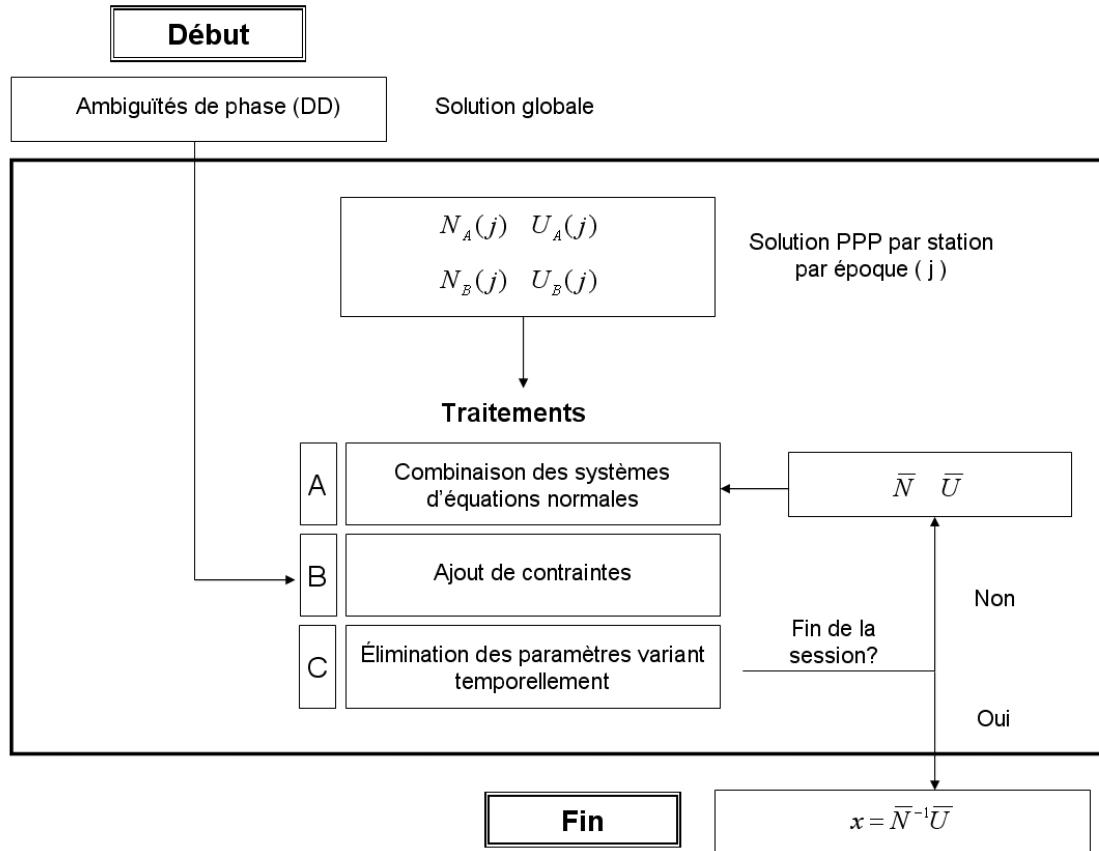 Début
Ambiguïtés de phase (DD)
Solution globale
N_A(j) U_A(j)
N_B(j) U_B(j)
Solution PPP par station
par époque ( j )
Traitements
A
Combinaison des systèmes
d'équations normales
N̅ U̅
B
Ajout de contraintes
Non
C
Élimination des paramètres variant
temporellement
Fin de la
session?
Oui
Fin
x = N̅⁻¹U̅